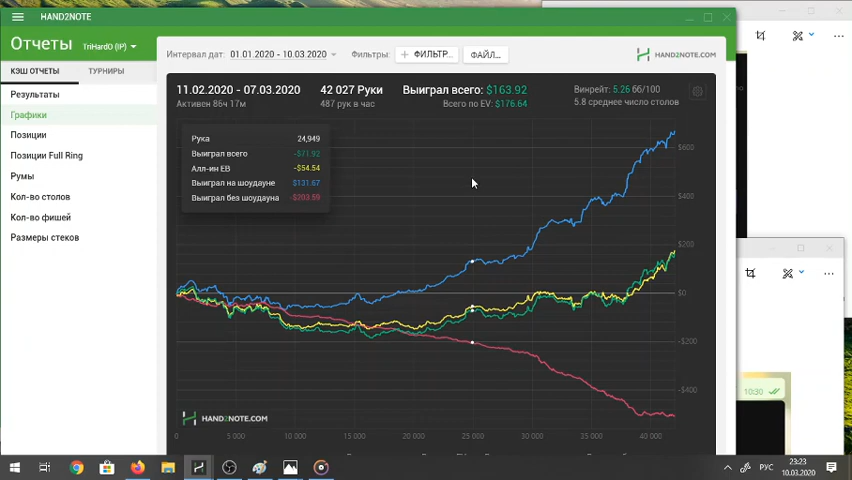 HAND2NOTE
Отчеты
TriHardO (IP)
КЭШ ОТЧЕТЫ
ТУРНИРЫ
Результаты
Графики
Позиции
Позиции Full Ring
Румы
Кол-во столов
Кол-во фишей
Размеры стеков
Интервал дат: 01.01.2020 - 10.03.2020
Фильтры:
+ ФИЛЬТР...
ФАЙЛ...
HAND2NOTE.COM
11.02.2020 - 07.03.2020
Активен 86ч 17м
42 027 Руки
487 рук в час
Выиграл всего: $163.92
Всего по EV: $176.64
Винрейт: 5.26 бб/100
5.8 среднее число столов
Рука 24,949
Выиграл всего -$71.92
Алл-ин ЕВ -$54.54
Выиграл на шоудауне $131.67
Выиграл без шоудауна -$203.59
$600
$400
$200
$0
-$200
-$400
HAND2NOTE.COM
0 5 000 10 000 15 000 20 000 25 000 30 000 35 000 40 000
10:30
РУС
23:23
10.03.2020